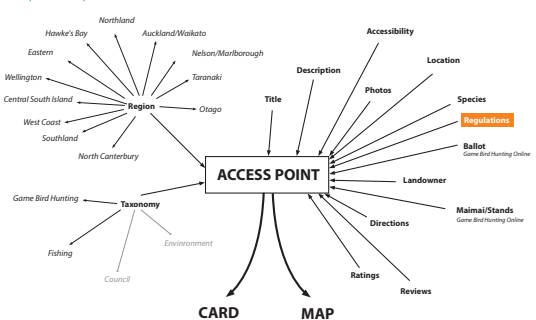 Northland
Hawke's Bay
Auckland/Waikato
Eastern
Nelson/Marlborough
Wellington
Taranaki
Central South Island
Region
Otago
West Coast
Southland
North Canterbury
Accessibility
Location
Description
Photos
Title
Species
Regulations
Ballot
Game Bird Hunting Online
ACCESS POINT
Landowner
Game Bird Hunting
Taxonomy
Maimai/Stands
Game Bird Hunting Online
Directions
Envinronment
Fishing
Council
Ratings
Reviews
CARD
MAP